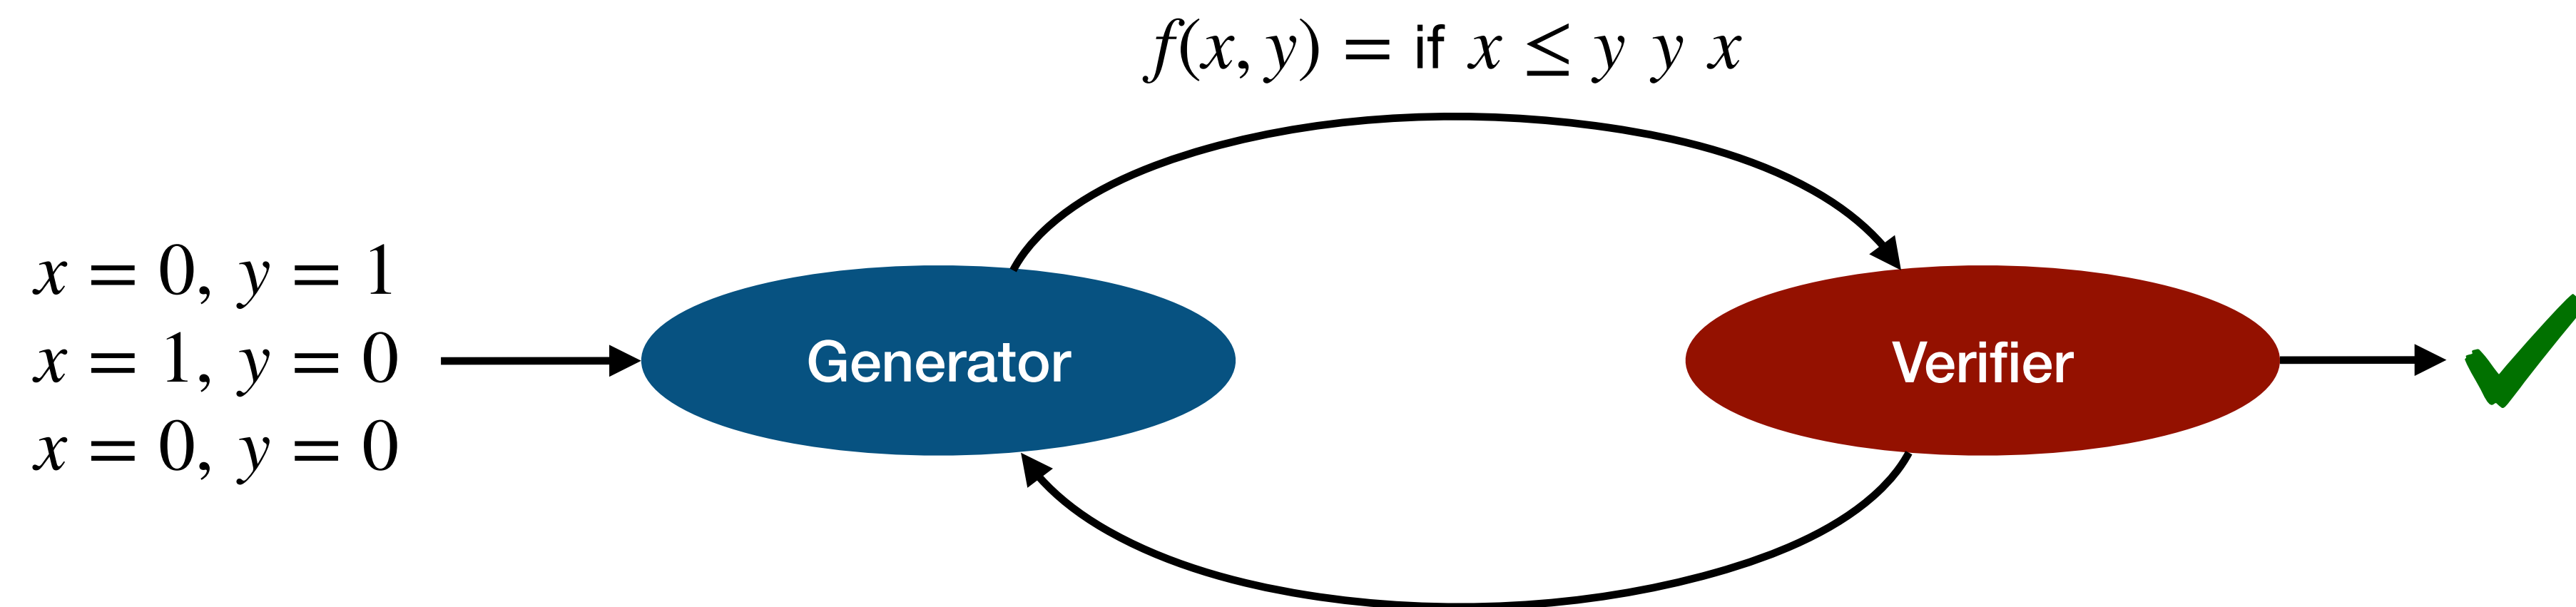 f(x, y) = if x ≤ y y x
x = 0, y = 1
x = 1, y = 0
x = 0, y = 0
Generator
Verifier